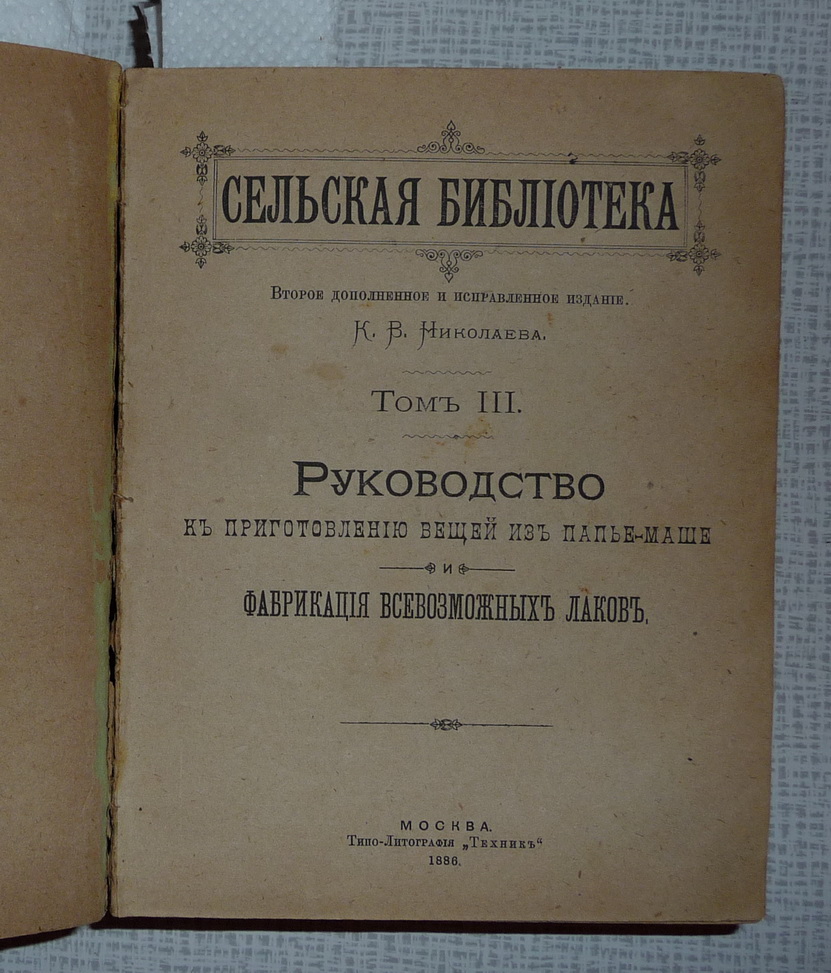 СЕЛЬСКАЯ БИБЛІОТЕКА
Второе дополненное и исправленное изданіе.
К. В. Николаева.
Томъ III.
Руководство
къ приготовленію вещей изъ папье-маше
и
ФАБРИКАЦІЯ ВСЕВОЗМОЖНЫХЪ ЛАКОВЪ.
МОСКВА.
Типо-Литографія „Техникъ“
1886.